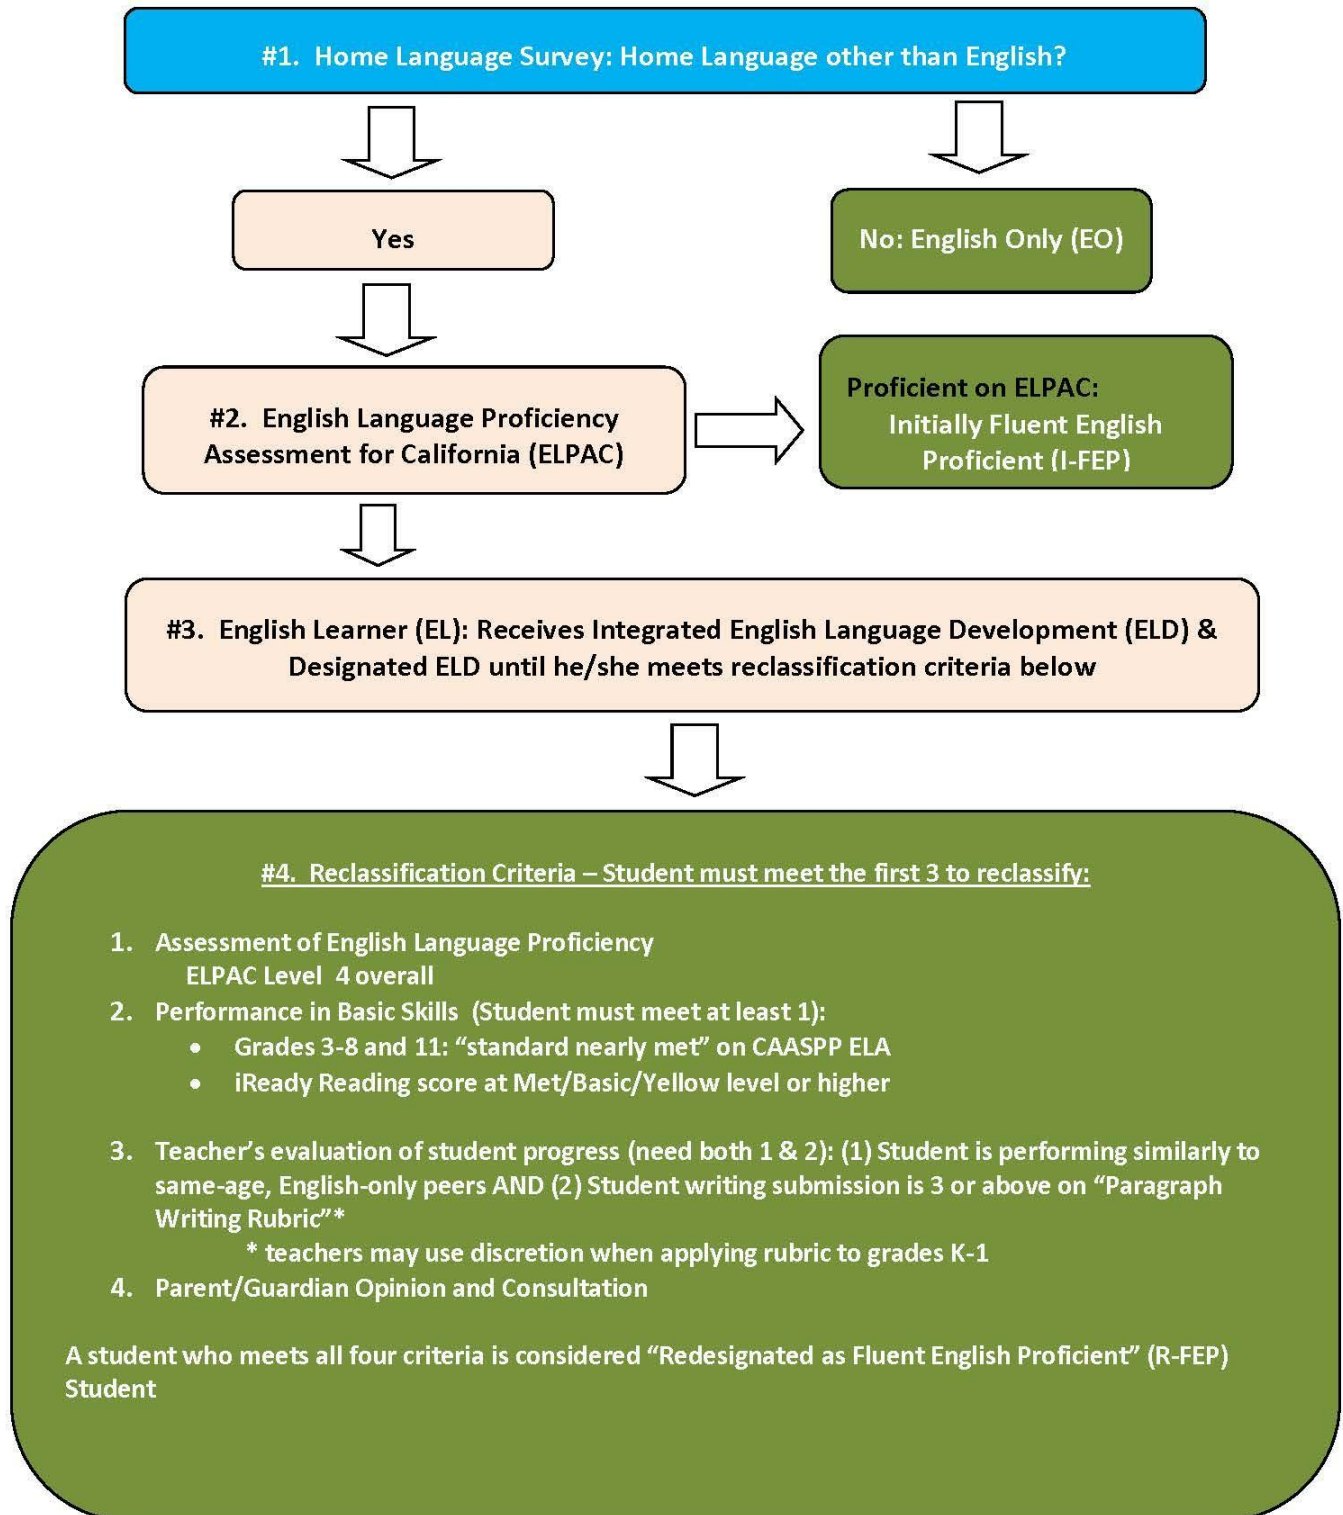 #1. Home Language Survey: Home Language other than English?
Yes
No: English Only (EO)
#2. English Language Proficiency
Assessment for California (ELPAC)
Proficient on ELPAC:
Initially Fluent English
Proficient (I-FEP)
#3. English Learner (EL): Receives Integrated English Language Development (ELD) &
Designated ELD until he/she meets reclassification criteria below
#4. Reclassification Criteria – Student must meet the first 3 to reclassify:
1. Assessment of English Language Proficiency
ELPAC Level 4 overall
2. Performance in Basic Skills (Student must meet at least 1):
• Grades 3-8 and 11: “standard nearly met” on CAASPP ELA
• iReady Reading score at Met/Basic/Yellow level or higher
3. Teacher’s evaluation of student progress (need both 1 & 2): (1) Student is performing similarly to
same-age, English-only peers AND (2) Student writing submission is 3 or above on “Paragraph
Writing Rubric”*
* teachers may use discretion when applying rubric to grades K-1
4. Parent/Guardian Opinion and Consultation
A student who meets all four criteria is considered “Redesignated as Fluent English Proficient” (R-FEP)
Student